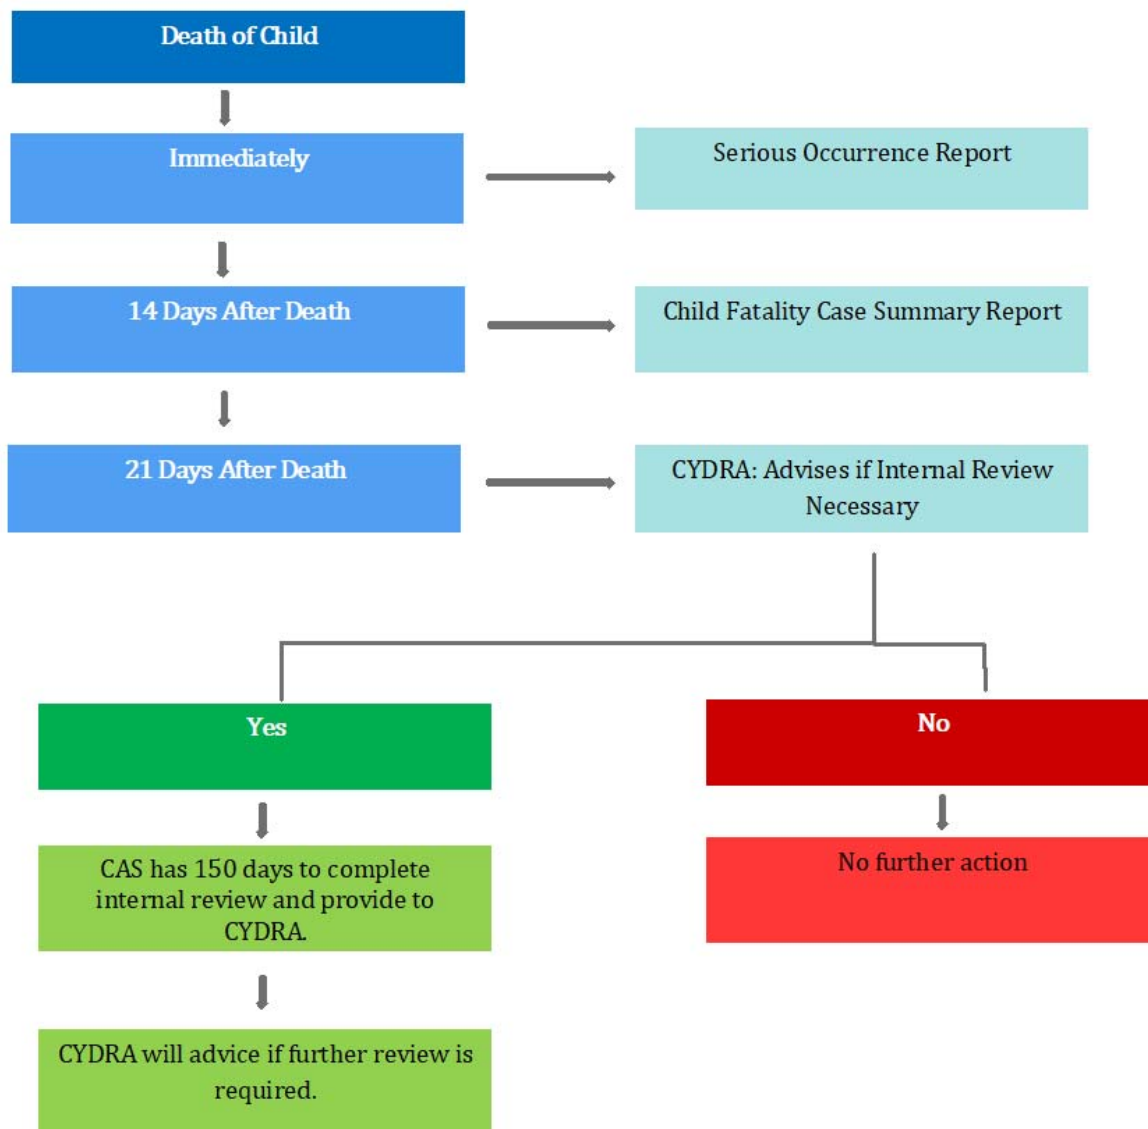 Death of Child
Immediately
Serious Occurrence Report
14 Days After Death
Child Fatality Case Summary Report
21 Days After Death
CYDRA: Advises if Internal Review
Necessary
Yes
No
CAS has 150 days to complete
internal review and provide to
CYDRA.
No further action
CYDRA will advice if further review is
required.